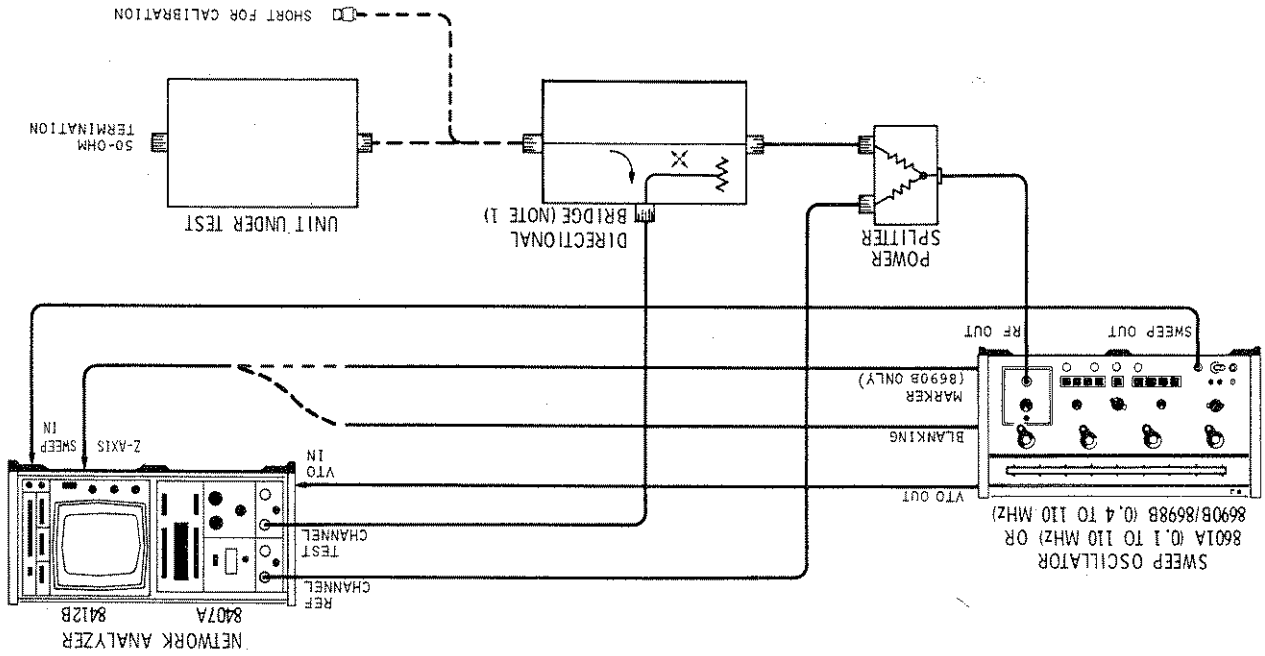 SWEEP OSCILLATOR
8601A (0.1 TO 110 MHz) OR
8690B/8698B (0.4 TO 110 MHz)
NETWORK ANALYZER
8407A
8412B
REF
CHANNEL
TEST
CHANNEL
VTO OUT
VTO
IN
BLANKING
Z-AXIS
SWEEP
IN
MARKER
(8690B ONLY)
SWEEP OUT
RF OUT
POWER
SPLITTER
DIRECTIONAL
BRIDGE (NOTE 1)
UNIT UNDER TEST
50-OHM
TERMINATION
SHORT FOR CALIBRATION